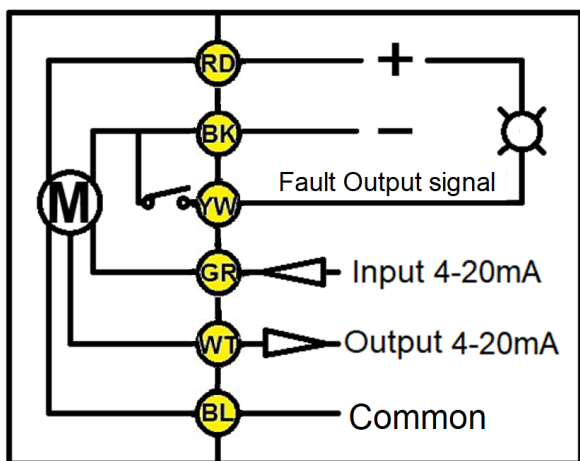 RD
+
BK
−
M
YW
Fault Output signal
GR
Input 4-20mA
WT
Output 4-20mA
BL
Common